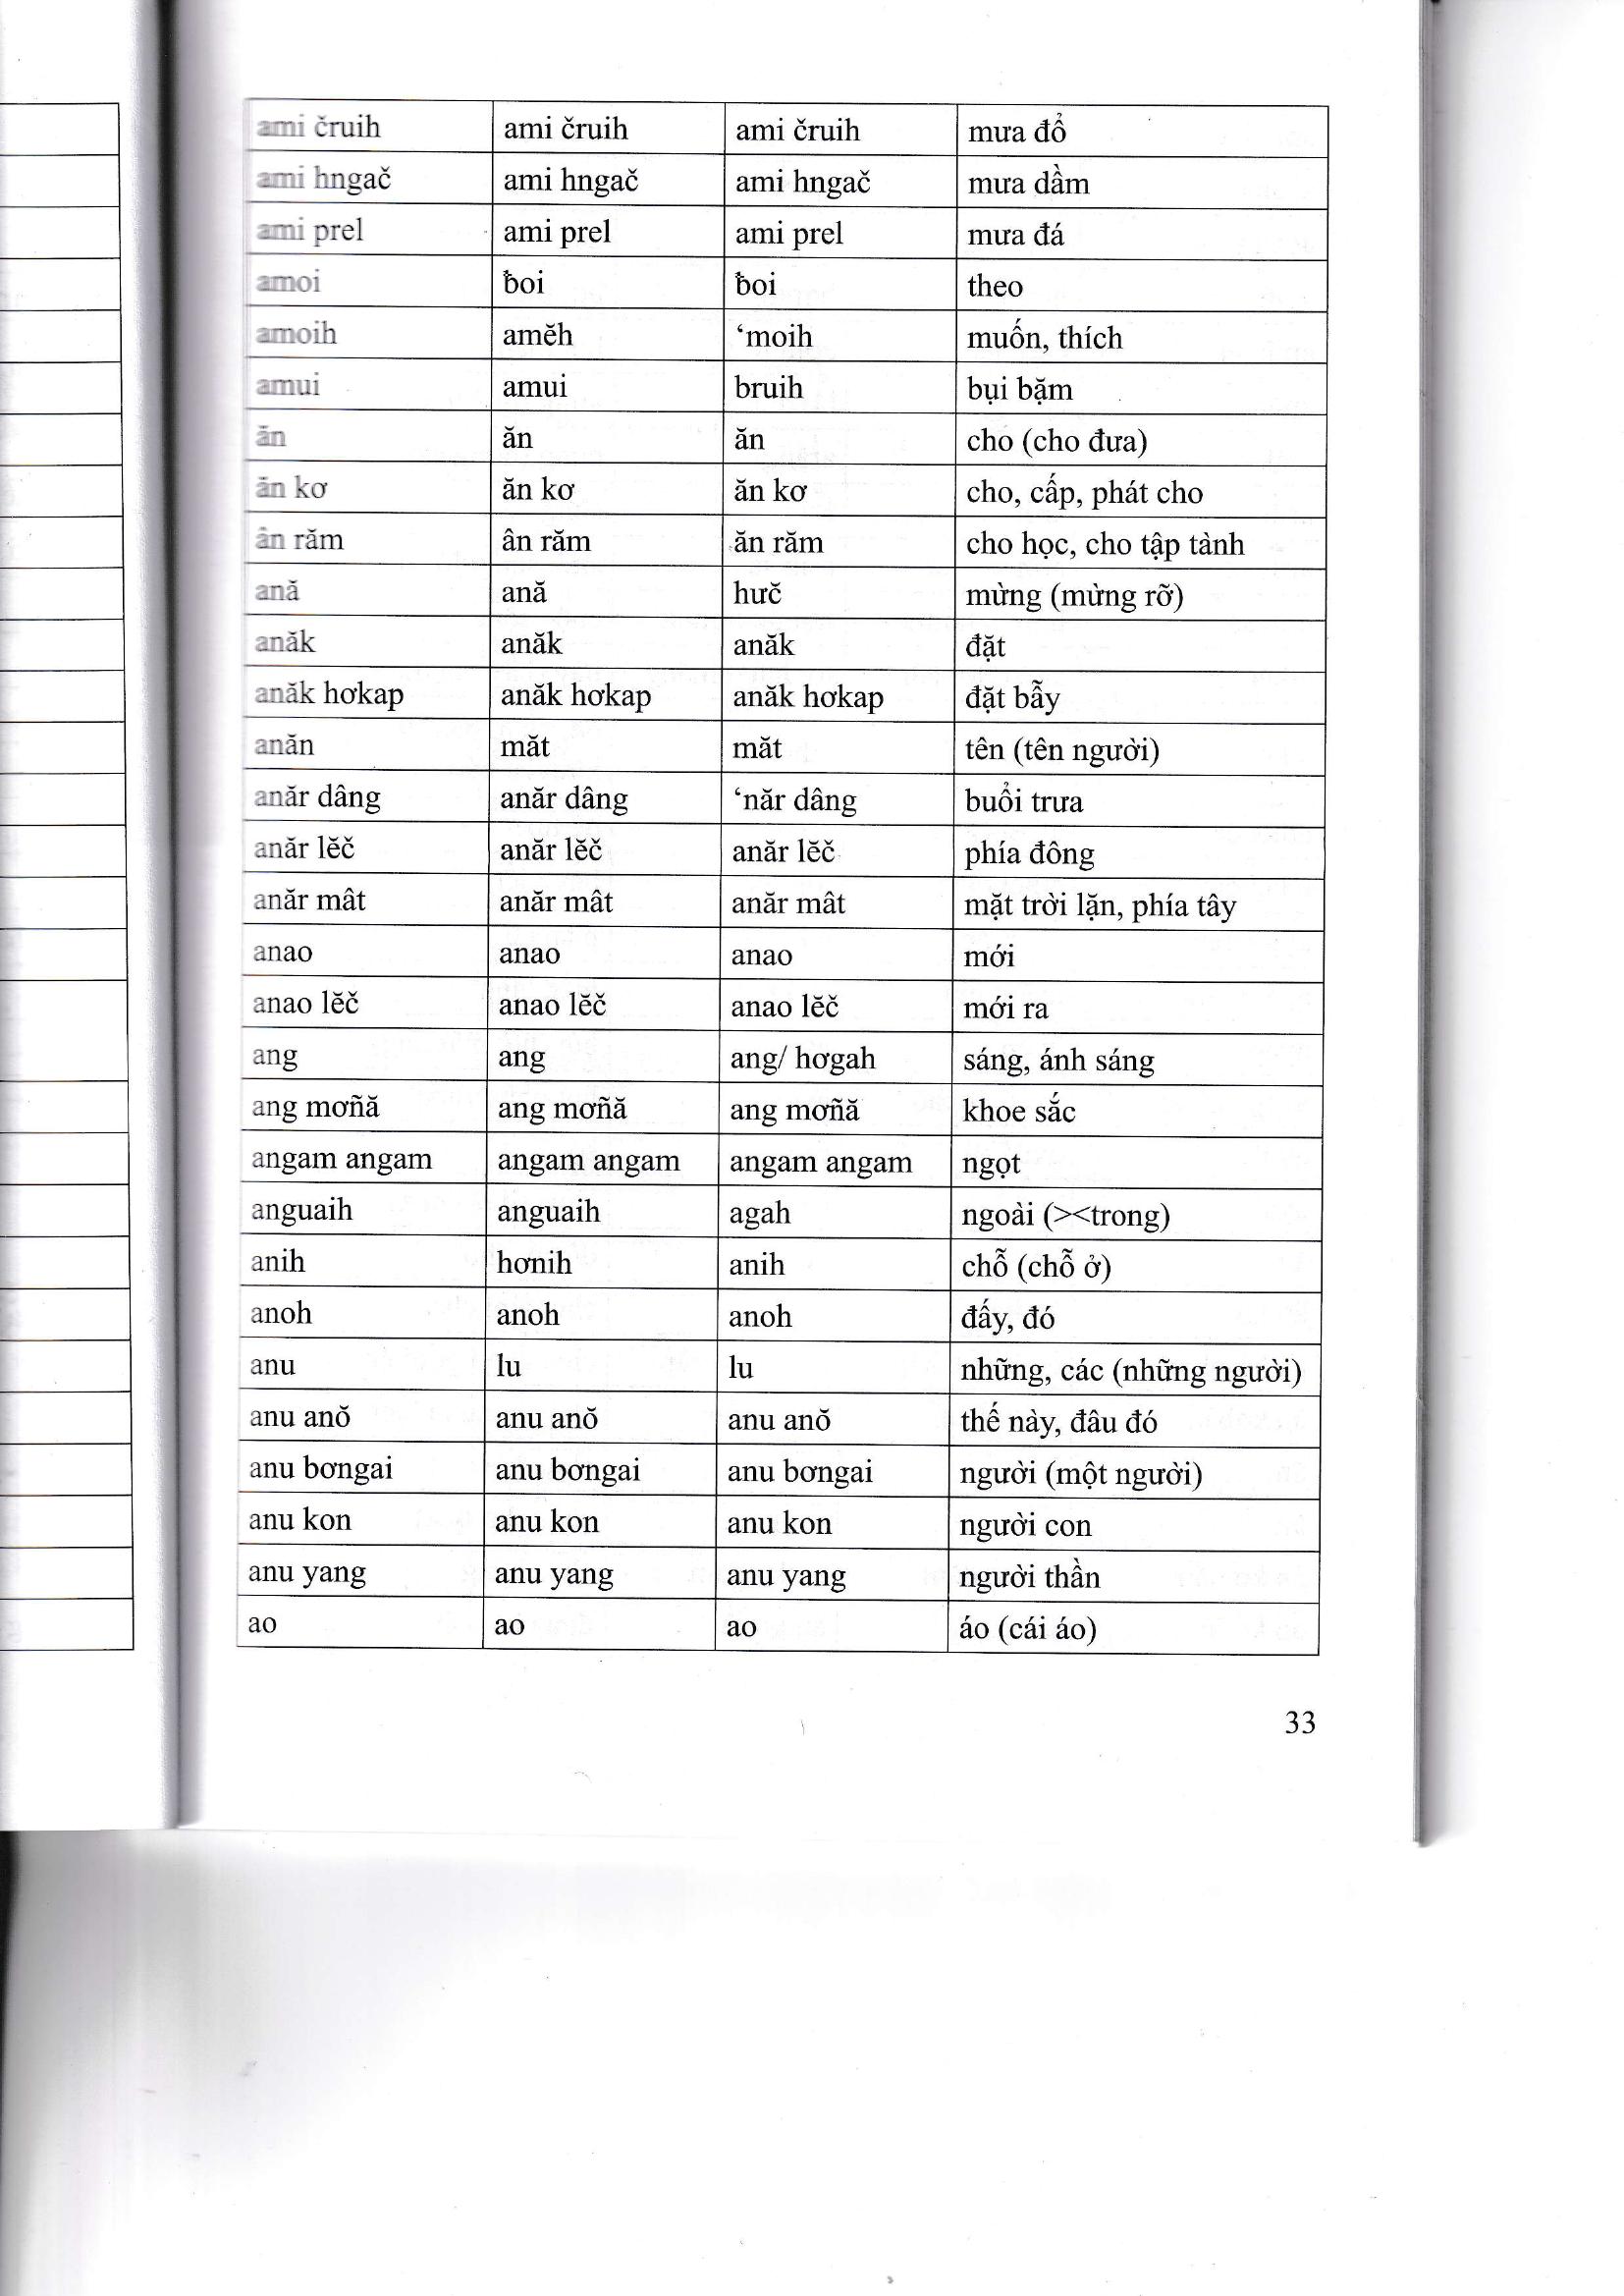 ami čruih ami čruih ami čruih mưa đổ
ami hngač ami hngač ami hngač mưa dầm
ami prel ami prel ami prel mưa đá
amoi ƀoi ƀoi theo
amoih amĕh ‘moih muốn, thích
amui amui bruih bụi bặm
ăn ăn ăn cho (cho đưa)
ăn kơ ăn kơ ăn kơ cho, cấp, phát cho
ân răm ân răm ăn răm cho học, cho tập tành
ană ană hưč mừng (mừng rỡ)
anăk anăk anăk đặt
anăk hơkap anăk hơkap anăk hơkap đặt bẫy
anăn măt măt tên (tên người)
anăr dâng anăr dâng ‘năr dâng buổi trưa
anăr lĕč anăr lĕč anăr lĕč phía đông
anăr mât anăr mât anăr mât mặt trời lặn, phía tây
anao anao anao mới
anao lĕč anao lĕč anao lĕč mới ra
ang ang ang/ hơgah sáng, ánh sáng
ang mơñă ang mơñă ang mơñă khoe sắc
angam angam angam angam angam angam ngọt
anguaih anguaih agah ngoài (><trong)
anih hơnih anih chỗ (chỗ ở)
anoh anoh anoh đấy, đó
anu lu lu những, các (những người)
anu anŏ anu anŏ anu anŏ thế này, đâu đó
anu bơngai anu bơngai anu bơngai người (một người)
anu kon anu kon anu kon người con
anu yang anu yang anu yang người thần
ao ao ao áo (cái áo)
33